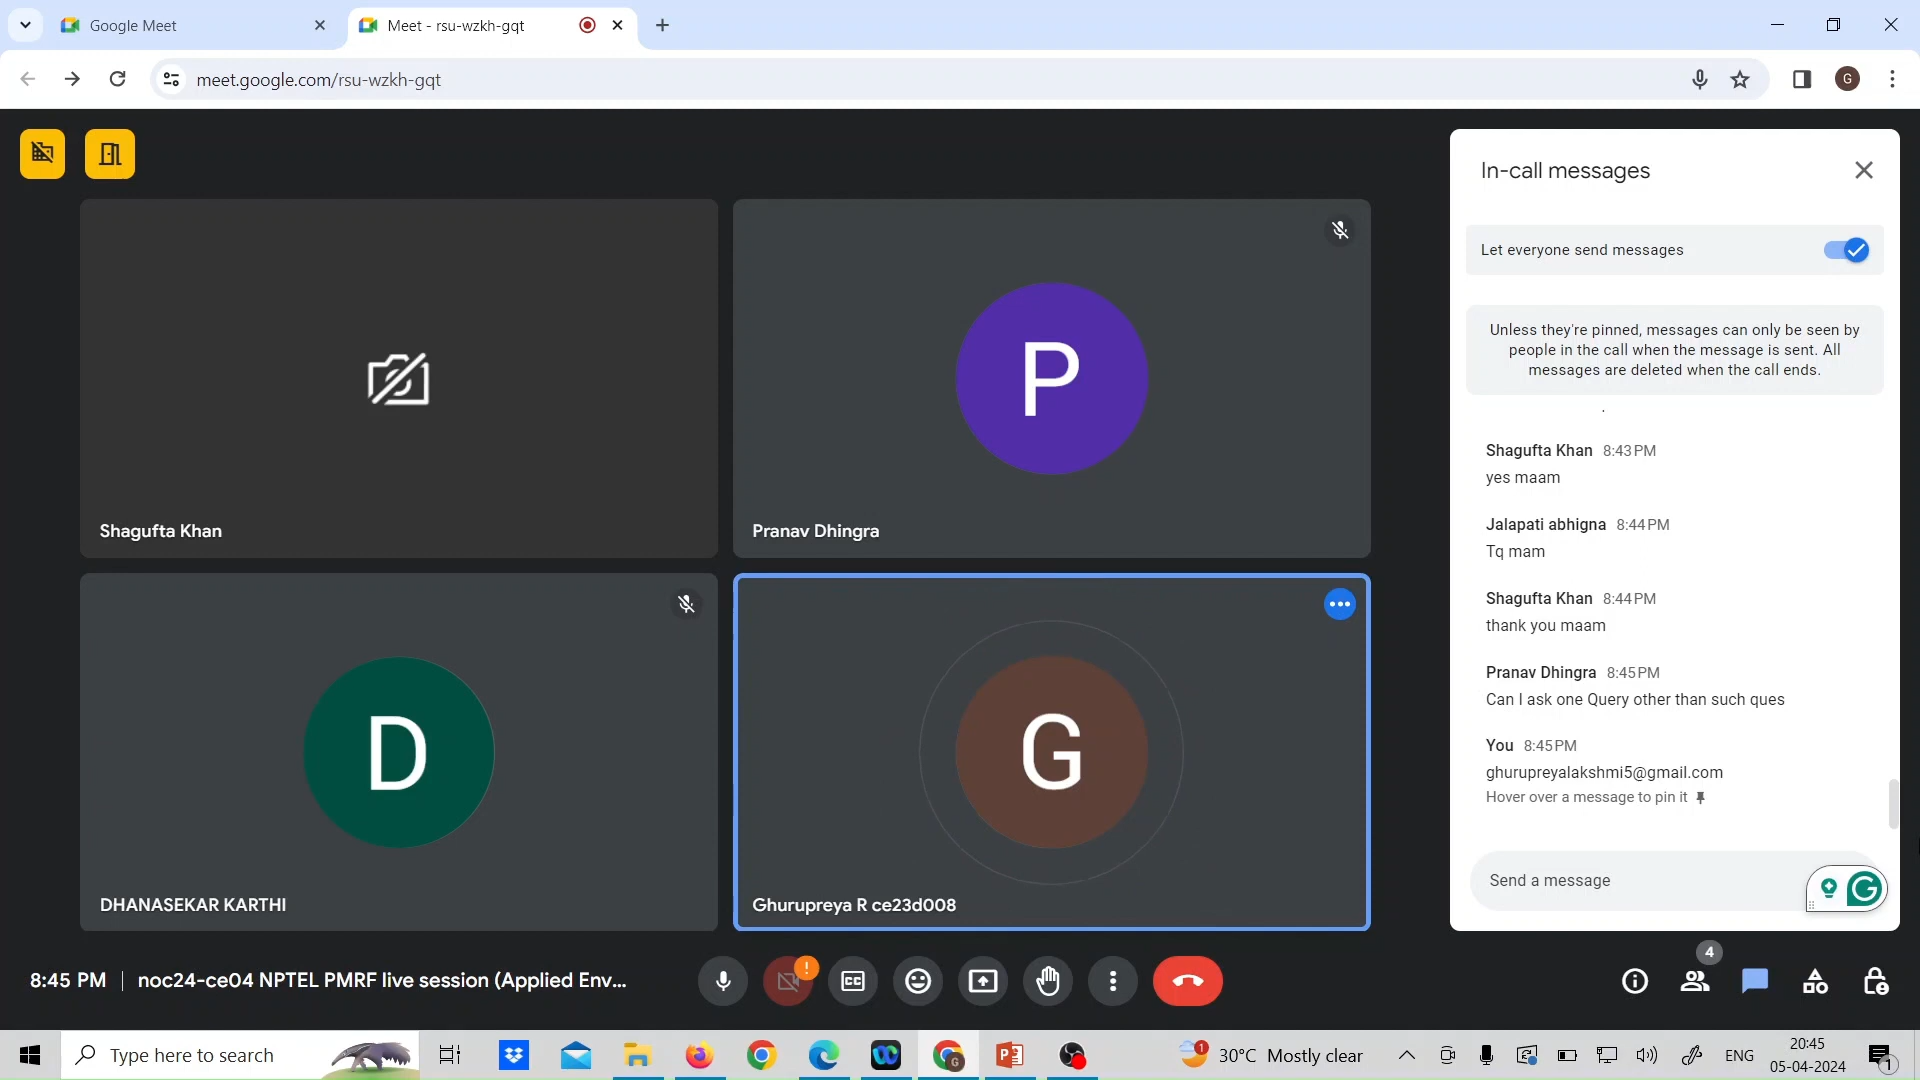 Google Meet
Meet - rsu-wzkh-gqt
meet.google.com/rsu-wzkh-gqt
G
In-call messages
Let everyone send messages
Unless they're pinned, messages can only be seen by
people in the call when the message is sent. All
messages are deleted when the call ends.
Shagufta Khan 8:43 PM
yes maam
Jalapati abhigna 8:44 PM
Tq mam
Shagufta Khan 8:44 PM
thank you maam
Pranav Dhingra 8:45 PM
Can I ask one Query other than such ques
You 8:45 PM
ghurupreyalakshmi5@gmail.com
Hover over a message to pin it
Send a message
Shagufta Khan
P
Pranav Dhingra
D
DHANASEKAR KARTHI
G
Ghurupreya R ce23d008
8:45 PM
noc24-ce04 NPTEL PMRF live session (Applied Env...
!
CC
4
Type here to search
1
30°C Mostly clear
ENG
20:45
05-04-2024
1